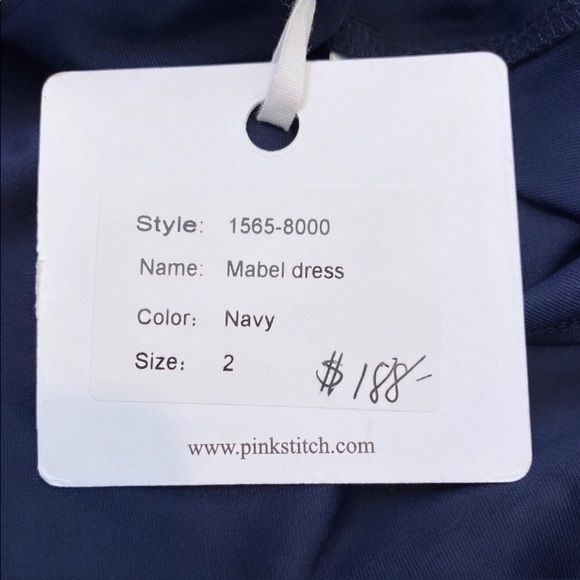 Style: 1565-8000
Name: Mabel dress
Color: Navy
Size: 2
$188-
www.pinkstitch.com